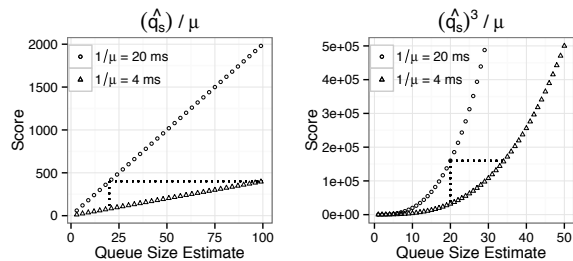 (q̂s) / μ
2000
1500
1000
500
0
Score
1/μ = 20 ms
1/μ = 4 ms
0 25 50 75 100
Queue Size Estimate
(q̂s)³ / μ
5e+05
4e+05
3e+05
2e+05
1e+05
0e+00
Score
1/μ = 20 ms
1/μ = 4 ms
0 10 20 30 40 50
Queue Size Estimate